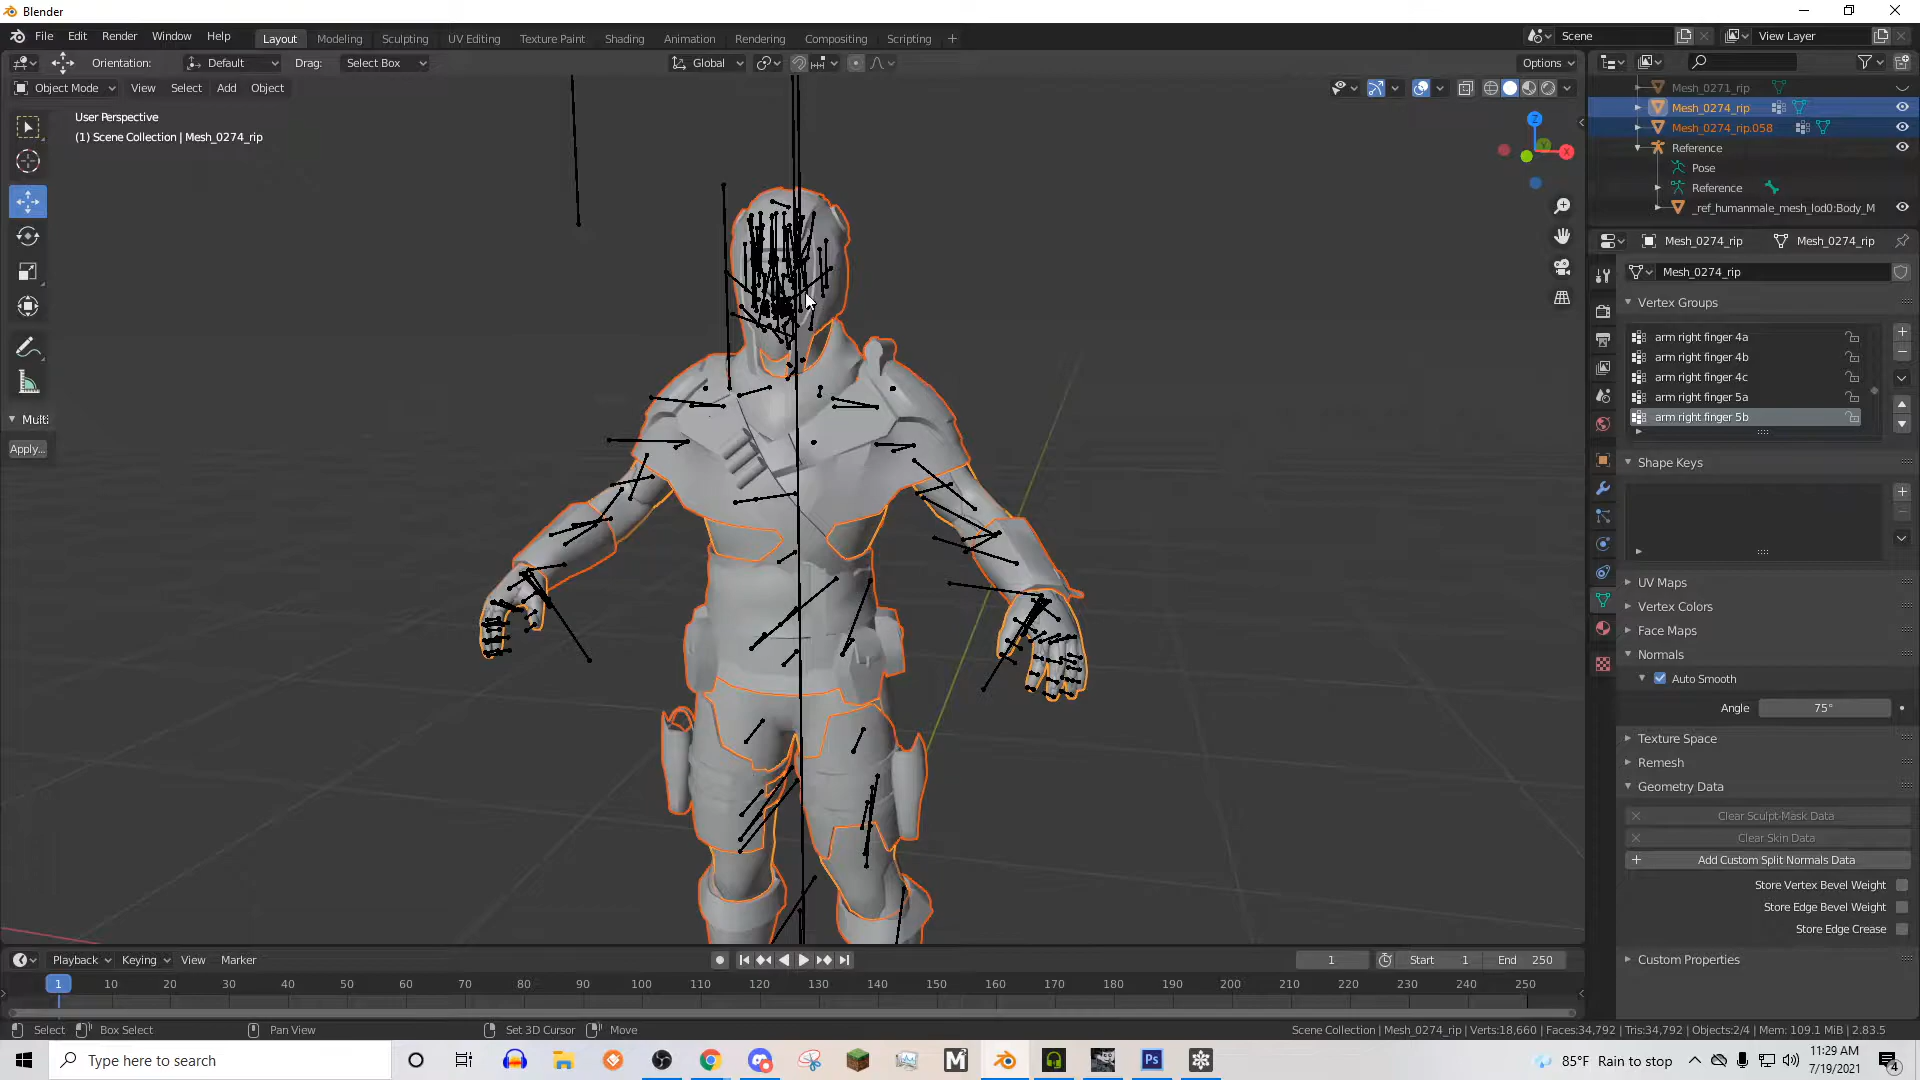 Blender
File Edit Render Window Help
Layout Modeling Sculpting UV Editing Texture Paint Shading Animation Rendering Compositing Scripting +
Scene
View Layer
Orientation: Default Drag: Select Box
Global
Options
Object Mode View Select Add Object
User Perspective
(1) Scene Collection | Mesh_0274_rip
Multi
Apply...
Z
X
Y
Mesh_0271_rip
Mesh_0274_rip
Mesh_0274_rip.058
Reference
Pose
Reference
_ref_humanmale_mesh_lod0:Body_M
Mesh_0274_rip Mesh_0274_rip
Mesh_0274_rip
Vertex Groups
arm right finger 4a
arm right finger 4b
arm right finger 4c
arm right finger 5a
arm right finger 5b
Shape Keys
UV Maps
Vertex Colors
Face Maps
Normals
Auto Smooth
Angle 75°
Texture Space
Remesh
Geometry Data
Clear Sculpt-Mask Data
Clear Skin Data
Add Custom Split Normals Data
Store Vertex Bevel Weight
Store Edge Bevel Weight
Store Edge Crease
Custom Properties
Playback Keying View Marker
1 Start 1 End 250
1 10 20 30 40 50 60 70 80 90 100 110 120 130 140 150 160 170 180 190 200 210 220 230 240 250
Select Box Select Pan View Set 3D Cursor Move
Scene Collection | Mesh_0274_rip | Verts:18,660 | Faces:34,792 | Tris:34,792 | Objects:2/4 | Mem: 109.1 MiB | 2.83.5
Type here to search
M
Ps
85°F Rain to stop
11:29 AM
7/19/2021
4